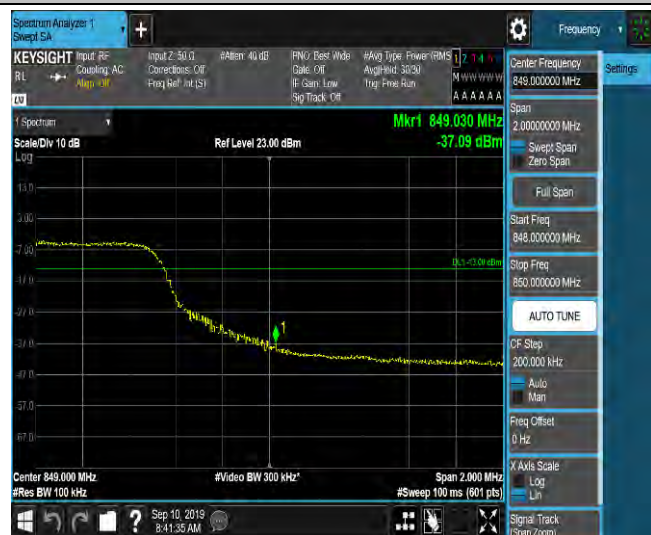 Spectrum Analyzer 1
Swept SA
+
Frequency
KEYSIGHT
RL
Input: RF
Coupling: AC
Align: Off
Input Z: 50 Ω
Corrections: Off
Freq Ref: Int (S)
#Atten: 40 dB
PNO: Best Wide
Gate: Off
IF Gain: Low
Sig Track: Off
#Avg Type: Power (RMS
Avg|Hold: 30/30
Trig: Free Run
M W W W W W
A A A A A A
1 Spectrum
Scale/Div 10 dB
Log
Ref Level 23.00 dBm
Mkr1 849.030 MHz
-37.09 dBm
13.0
3.00
-7.00
-17.0
-27.0
-37.0
-57.0
-67.0
DL1 -13.00 dBm
1
Center 849.000 MHz
#Res BW 100 kHz
#Video BW 300 kHz*
Span 2.000 MHz
#Sweep 100 ms (601 pts)
?
Sep 10, 2019
8:41:35 AM
Center Frequency
849.000000 MHz
Settings
Span
2.00000000 MHz
Swept Span
Zero Span
Full Span
Start Freq
848.000000 MHz
Stop Freq
850.000000 MHz
AUTO TUNE
CF Step
200.000 kHz
Auto
Man
Freq Offset
0 Hz
X Axis Scale
Log
Lin
Signal Track
(Span Zoom)